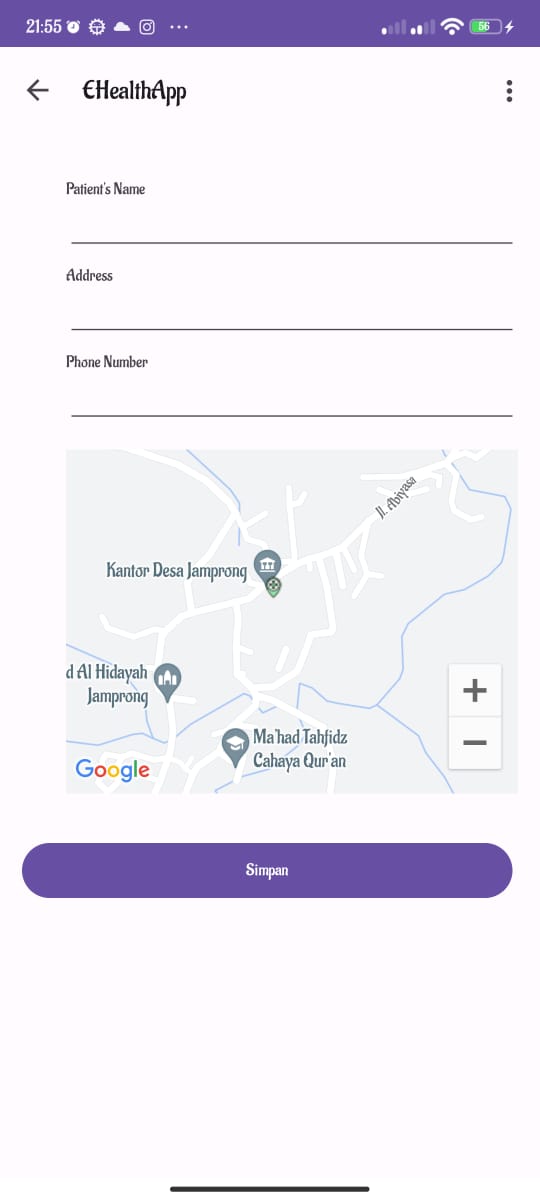 21:55
56
EHealthApp
Patient's Name
Address
Phone Number
Jl. Abiyasa
Kantor Desa Jamprong
d Al Hidayah
Jamprong
Ma'had Tahfidz
Cahaya Qur'an
Google
+
−
Simpan